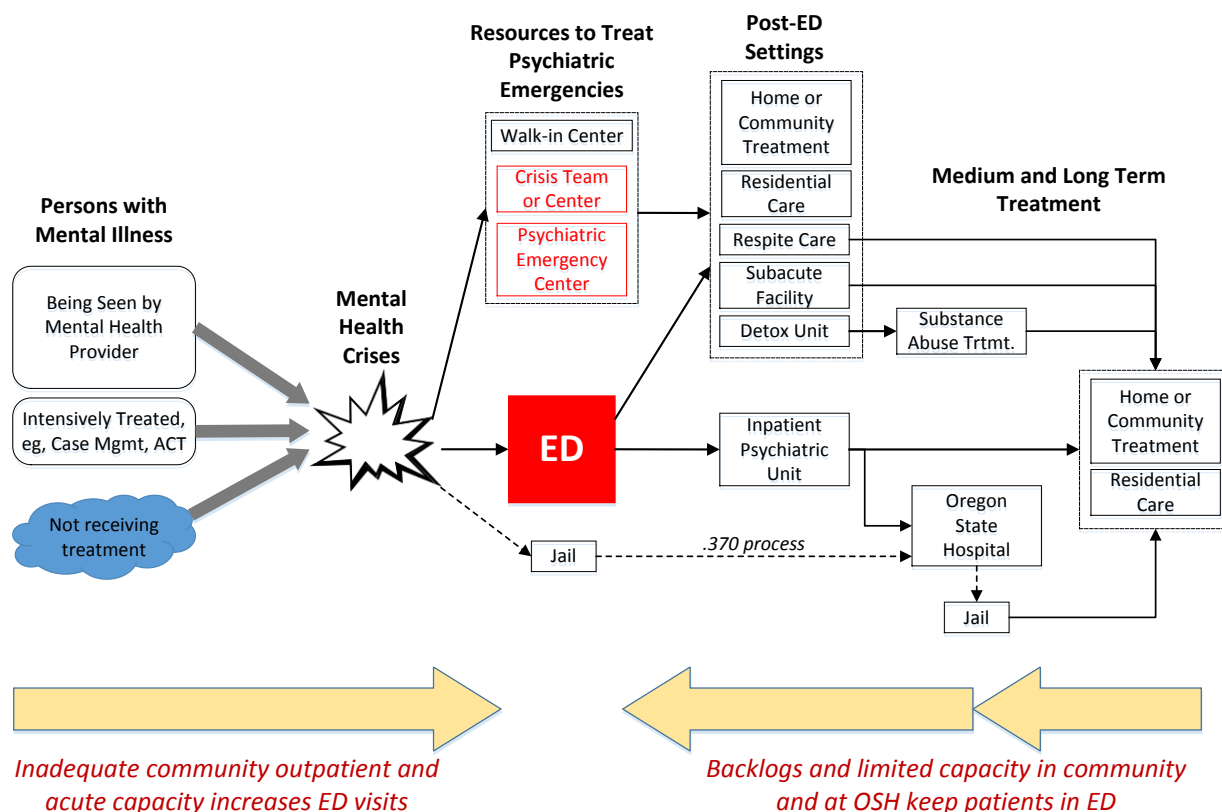 Resources to Treat
Psychiatric
Emergencies
Post-ED
Settings
Walk-in Center
Crisis Team
or Center
Psychiatric
Emergency
Center
Home or
Community
Treatment
Residential
Care
Respite Care
Subacute
Facility
Detox Unit
Medium and Long Term
Treatment
Substance
Abuse Trtmt.
Persons with
Mental Illness
Being Seen by
Mental Health
Provider
Intensively Treated,
eg, Case Mgmt, ACT
Not receiving
treatment
Mental
Health
Crises
ED
Inpatient
Psychiatric
Unit
Home or
Community
Treatment
Residential
Care
Oregon
State
Hospital
Jail
.370 process
Jail
Inadequate community outpatient and
acute capacity increases ED visits
Backlogs and limited capacity in community
and at OSH keep patients in ED